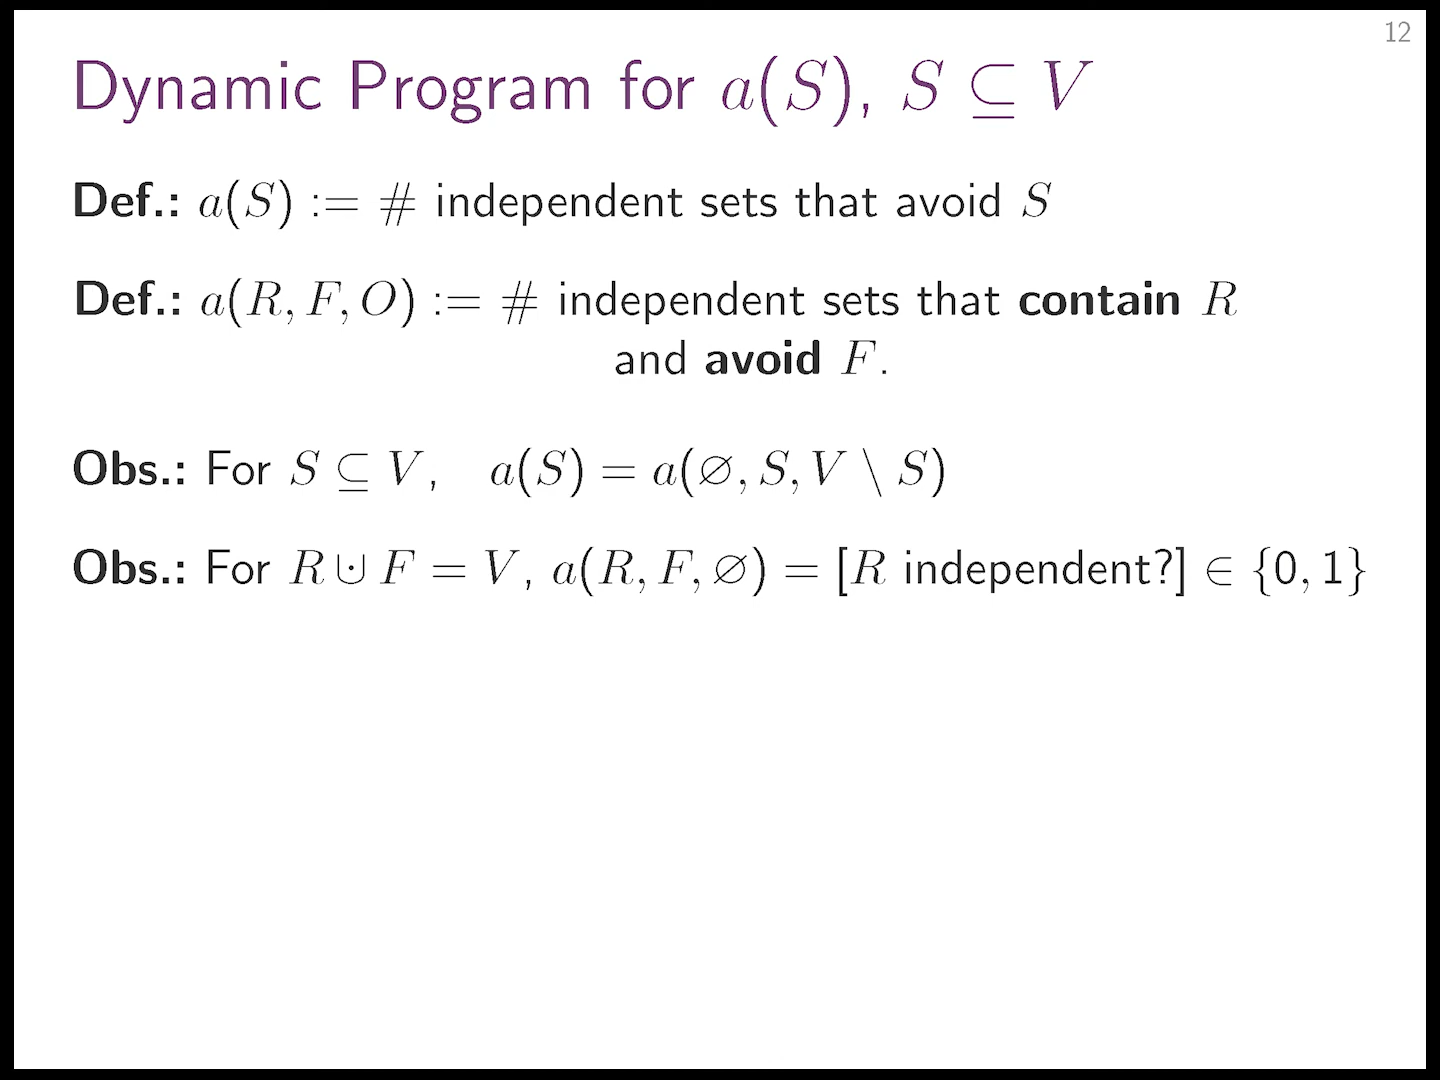 12
Dynamic Program for a(S), S ⊆ V
Def.: a(S) := # independent sets that avoid S
Def.: a(R, F, O) := # independent sets that contain R
and avoid F.
Obs.: For S ⊆ V, a(S) = a(∅, S, V \ S)
Obs.: For R ⊍ F = V, a(R, F, ∅) = [R independent?] ∈ {0, 1}